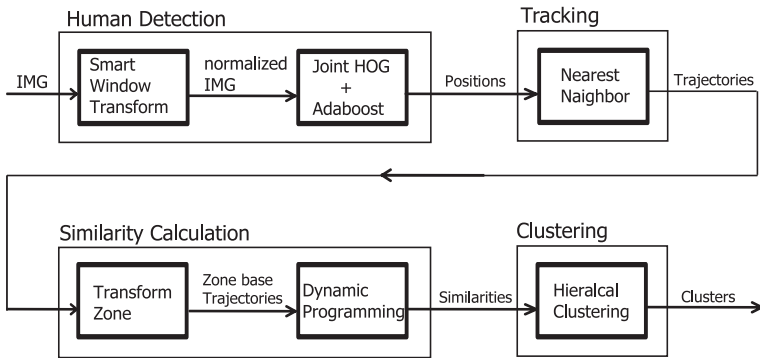 Human Detection
Tracking
IMG
Smart
Window
Transform
normalized
IMG
Joint HOG
+
Adaboost
Positions
Nearest
Naighbor
Trajectories
Similarity Calculation
Clustering
Transform
Zone
Zone base
Trajectories
Dynamic
Programming
Similarities
Hieralcal
Clustering
Clusters